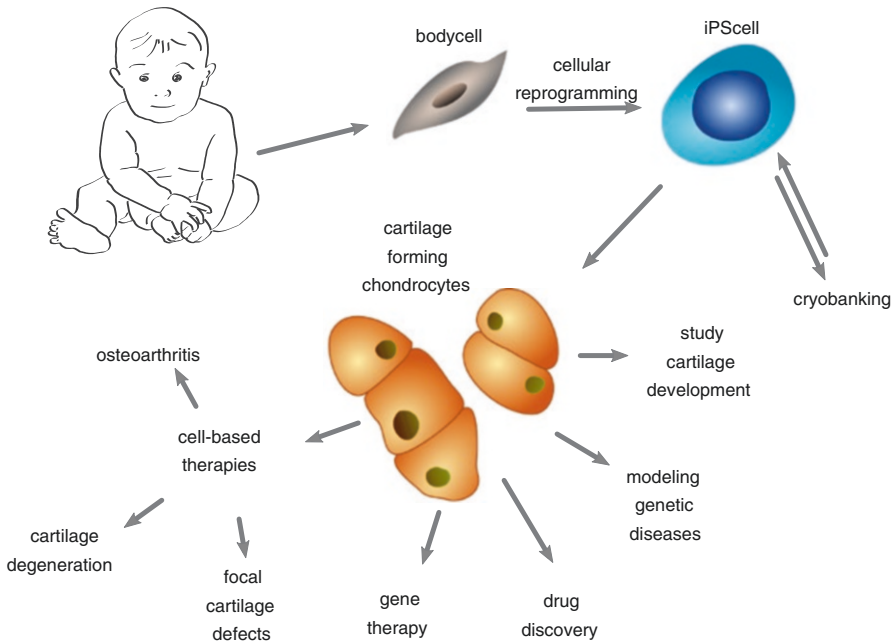 bodycell
cellular
reprogramming
iPScell
cartilage
forming
chondrocytes
cryobanking
study
cartilage
development
osteoarthritis
cell-based
therapies
modeling
genetic
diseases
cartilage
degeneration
focal
cartilage
defects
gene
therapy
drug
discovery